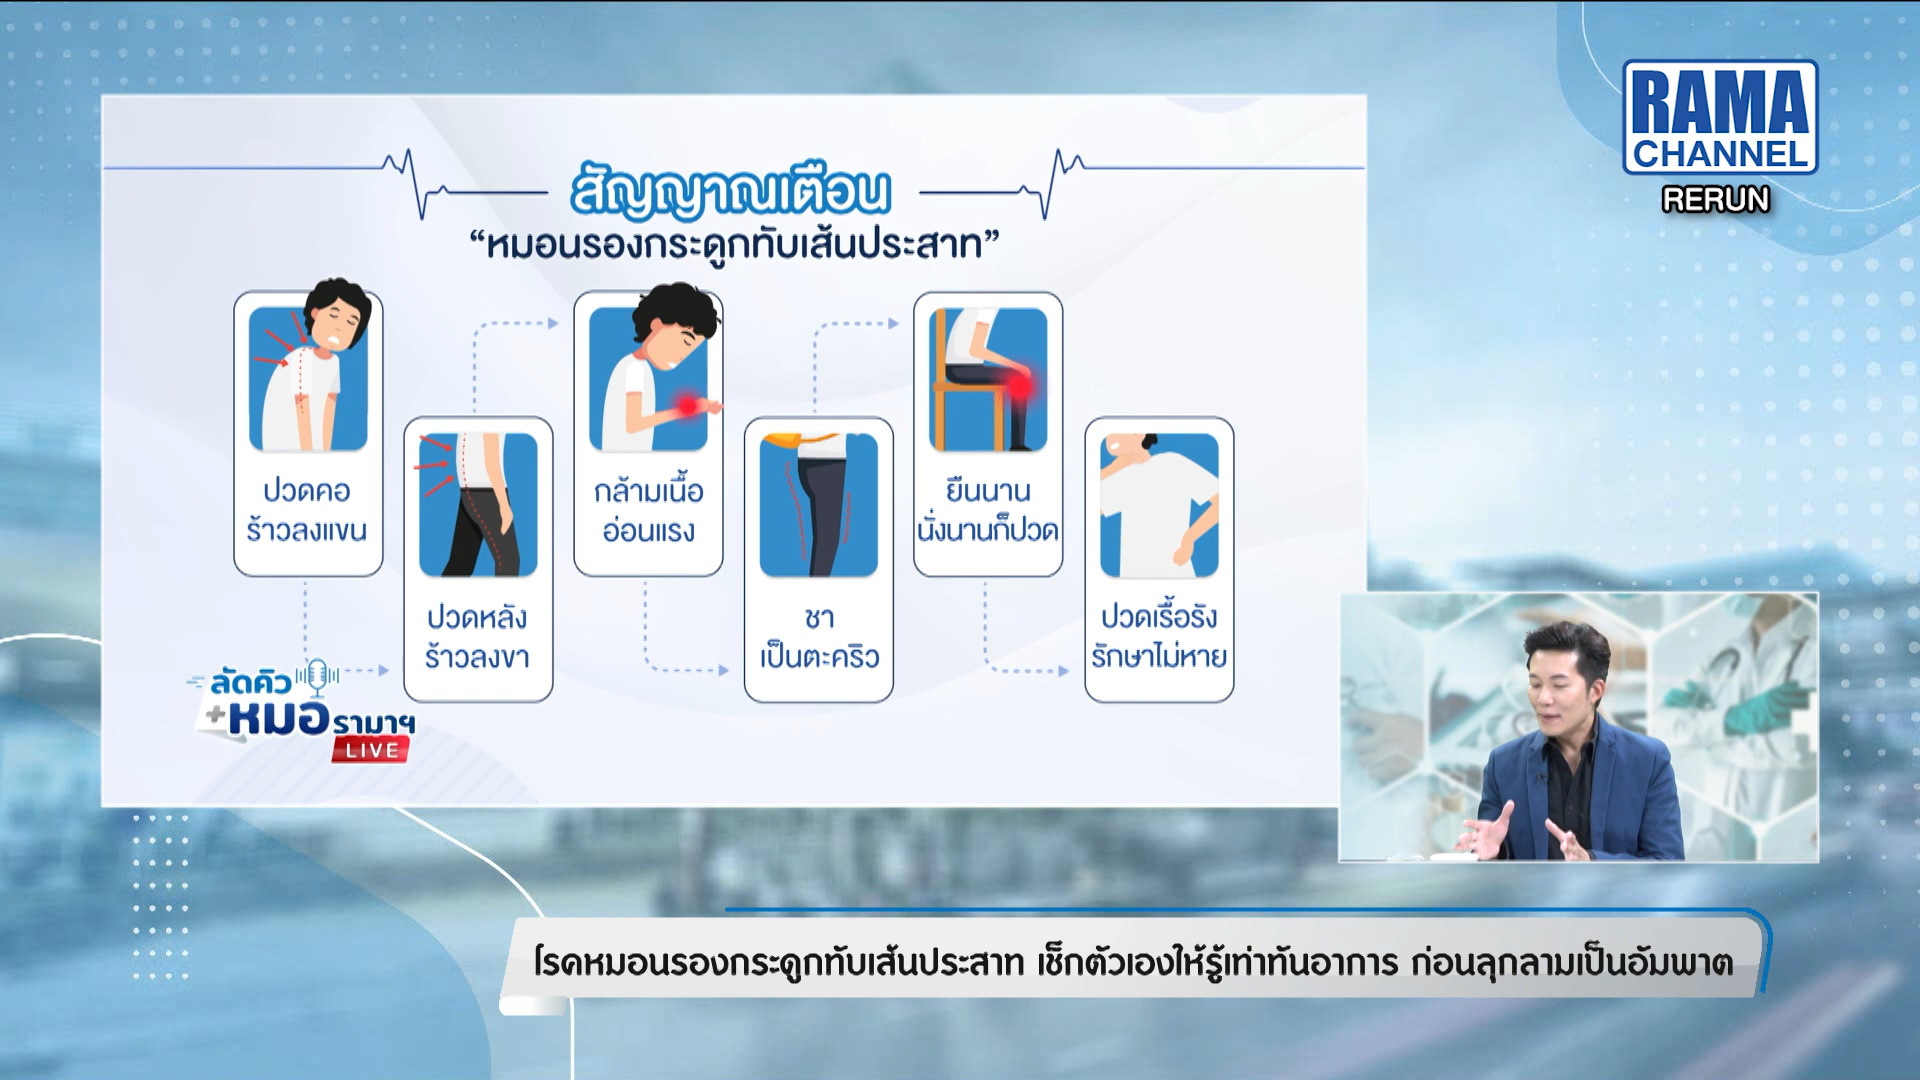 RAMA
CHANNEL
RERUN
สัญญาณเตือน
“หมอนรองกระดูกทับเส้นประสาท”
ปวดคอ
ร้าวลงแขน
ปวดหลัง
ร้าวลงขา
กล้ามเนื้อ
อ่อนแรง
ชา
เป็นตะคริว
ยืนนาน
นั่งนานก็ปวด
ปวดเรื้อรัง
รักษาไม่หาย
ลัดคิว
หมอรามาฯ
LIVE
โรคหมอนรองกระดูกทับเส้นประสาท เช็กตัวเองให้รู้เท่าทันอาการ ก่อนลุกลามเป็นอัมพาต